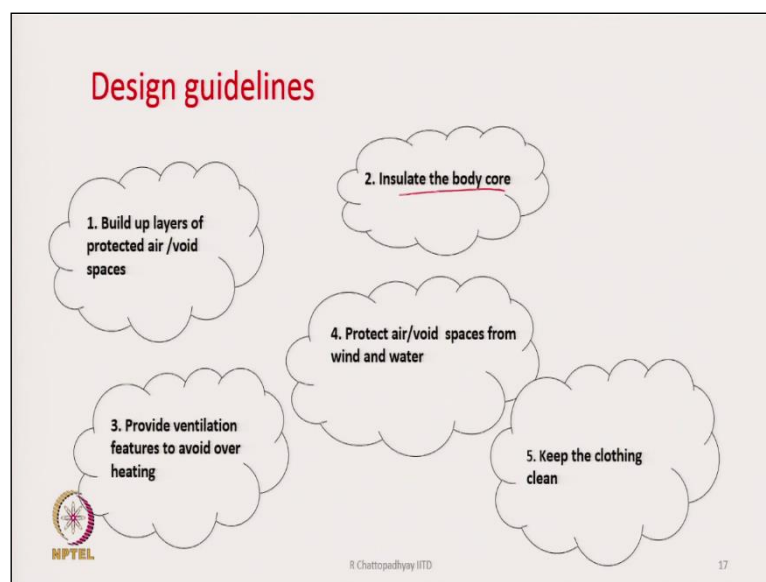 Design guidelines
1. Build up layers of
protected air /void
spaces
2. Insulate the body core
3. Provide ventilation
features to avoid over
heating
4. Protect air/void spaces from
wind and water
5. Keep the clothing
clean
NPTEL
R Chattopadhyay IITD
17